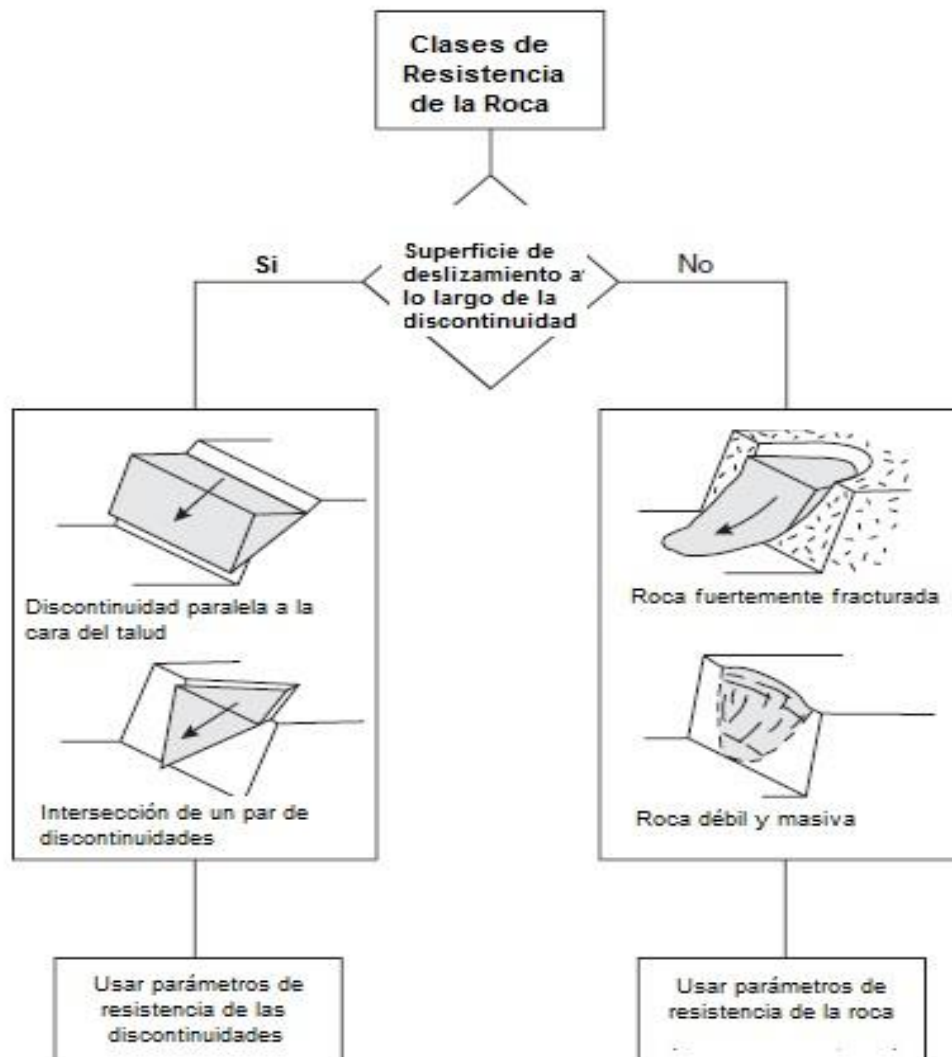 Clases de
Resistencia
de la Roca
Si
Superficie de
deslizamiento a
lo largo de la
discontinuidad
No
Discontinuidad paralela a la
cara del talud
Intersección de un par de
discontinuidades
Roca fuertemente fracturada
Roca débil y masiva
Usar parámetros de
resistencia de las
discontinuidades
Usar parámetros de
resistencia de la roca